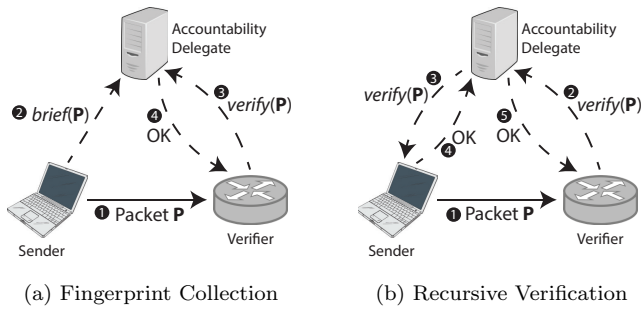 Accountability
Delegate
❷ brief(P)
❸
verify(P)
❹
OK
❶ Packet P
Sender
Verifier
(a) Fingerprint Collection
Accountability
Delegate
❸
verify(P)
❷
verify(P)
OK
❹
❺
OK
❶ Packet P
Sender
Verifier
(b) Recursive Verification